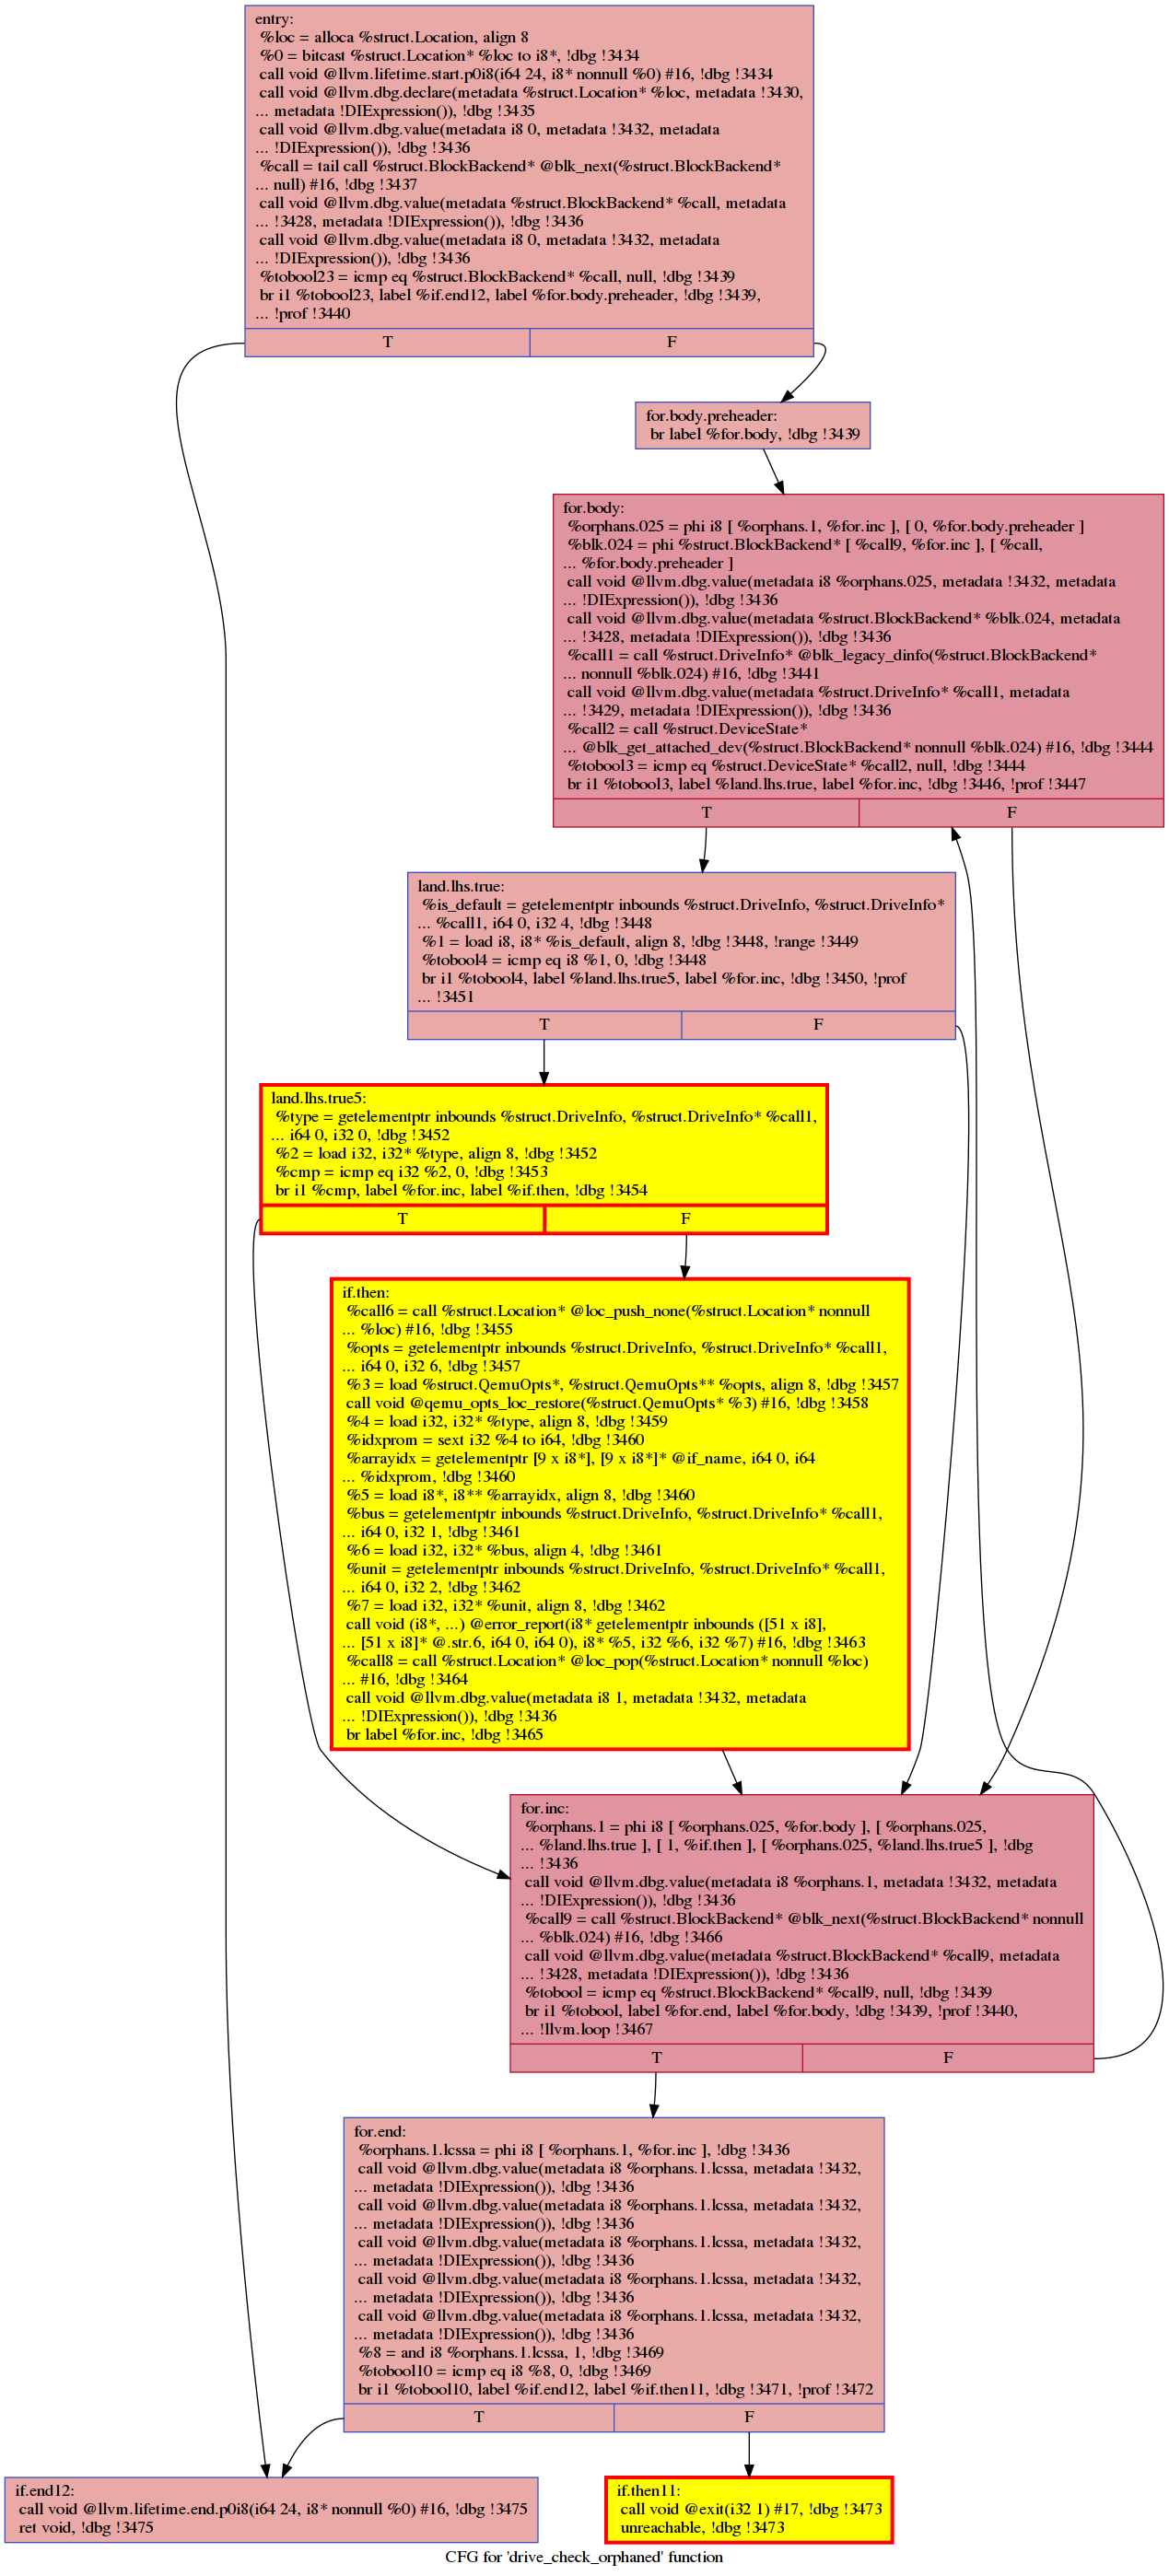 entry:
%loc = alloca %struct.Location, align 8
%0 = bitcast %struct.Location* %loc to i8*, !dbg !3434
call void @llvm.lifetime.start.p0i8(i64 24, i8* nonnull %0) #16, !dbg !3434
call void @llvm.dbg.declare(metadata %struct.Location* %loc, metadata !3430,
... metadata !DIExpression()), !dbg !3435
call void @llvm.dbg.value(metadata i8 0, metadata !3432, metadata
... !DIExpression()), !dbg !3436
%call = tail call %struct.BlockBackend* @blk_next(%struct.BlockBackend*
... null) #16, !dbg !3437
call void @llvm.dbg.value(metadata %struct.BlockBackend* %call, metadata
... !3428, metadata !DIExpression()), !dbg !3436
call void @llvm.dbg.value(metadata i8 0, metadata !3432, metadata
... !DIExpression()), !dbg !3436
%tobool23 = icmp eq %struct.BlockBackend* %call, null, !dbg !3439
br i1 %tobool23, label %if.end12, label %for.body.preheader, !dbg !3439,
... !prof !3440
T F
for.body.preheader:
br label %for.body, !dbg !3439
for.body:
%orphans.025 = phi i8 [ %orphans.1, %for.inc ], [ 0, %for.body.preheader ]
%blk.024 = phi %struct.BlockBackend* [ %call9, %for.inc ], [ %call,
... %for.body.preheader ]
call void @llvm.dbg.value(metadata i8 %orphans.025, metadata !3432, metadata
... !DIExpression()), !dbg !3436
call void @llvm.dbg.value(metadata %struct.BlockBackend* %blk.024, metadata
... !3428, metadata !DIExpression()), !dbg !3436
%call1 = call %struct.DriveInfo* @blk_legacy_dinfo(%struct.BlockBackend*
... nonnull %blk.024) #16, !dbg !3441
call void @llvm.dbg.value(metadata %struct.DriveInfo* %call1, metadata
... !3429, metadata !DIExpression()), !dbg !3436
%call2 = call %struct.DeviceState*
... @blk_get_attached_dev(%struct.BlockBackend* nonnull %blk.024) #16, !dbg !3444
%tobool3 = icmp eq %struct.DeviceState* %call2, null, !dbg !3444
br i1 %tobool3, label %land.lhs.true, label %for.inc, !dbg !3446, !prof !3447
T F
land.lhs.true:
%is_default = getelementptr inbounds %struct.DriveInfo, %struct.DriveInfo*
... %call1, i64 0, i32 4, !dbg !3448
%1 = load i8, i8* %is_default, align 8, !dbg !3448, !range !3449
%tobool4 = icmp eq i8 %1, 0, !dbg !3448
br i1 %tobool4, label %land.lhs.true5, label %for.inc, !dbg !3450, !prof
... !3451
T F
land.lhs.true5:
%type = getelementptr inbounds %struct.DriveInfo, %struct.DriveInfo* %call1,
... i64 0, i32 0, !dbg !3452
%2 = load i32, i32* %type, align 8, !dbg !3452
%cmp = icmp eq i32 %2, 0, !dbg !3453
br i1 %cmp, label %for.inc, label %if.then, !dbg !3454
T F
if.then:
%call6 = call %struct.Location* @loc_push_none(%struct.Location* nonnull
... %loc) #16, !dbg !3455
%opts = getelementptr inbounds %struct.DriveInfo, %struct.DriveInfo* %call1,
... i64 0, i32 6, !dbg !3457
%3 = load %struct.QemuOpts*, %struct.QemuOpts** %opts, align 8, !dbg !3457
call void @qemu_opts_loc_restore(%struct.QemuOpts* %3) #16, !dbg !3458
%4 = load i32, i32* %type, align 8, !dbg !3459
%idxprom = sext i32 %4 to i64, !dbg !3460
%arrayidx = getelementptr [9 x i8*], [9 x i8*]* @if_name, i64 0, i64
... %idxprom, !dbg !3460
%5 = load i8*, i8** %arrayidx, align 8, !dbg !3460
%bus = getelementptr inbounds %struct.DriveInfo, %struct.DriveInfo* %call1,
... i64 0, i32 1, !dbg !3461
%6 = load i32, i32* %bus, align 4, !dbg !3461
%unit = getelementptr inbounds %struct.DriveInfo, %struct.DriveInfo* %call1,
... i64 0, i32 2, !dbg !3462
%7 = load i32, i32* %unit, align 8, !dbg !3462
call void (i8*, ...) @error_report(i8* getelementptr inbounds ([51 x i8],
... [51 x i8]* @.str.6, i64 0, i64 0), i8* %5, i32 %6, i32 %7) #16, !dbg !3463
%call8 = call %struct.Location* @loc_pop(%struct.Location* nonnull %loc)
... #16, !dbg !3464
call void @llvm.dbg.value(metadata i8 1, metadata !3432, metadata
... !DIExpression()), !dbg !3436
br label %for.inc, !dbg !3465
for.inc:
%orphans.1 = phi i8 [ %orphans.025, %for.body ], [ %orphans.025,
... %land.lhs.true ], [ 1, %if.then ], [ %orphans.025, %land.lhs.true5 ], !dbg
... !3436
call void @llvm.dbg.value(metadata i8 %orphans.1, metadata !3432, metadata
... !DIExpression()), !dbg !3436
%call9 = call %struct.BlockBackend* @blk_next(%struct.BlockBackend* nonnull
... %blk.024) #16, !dbg !3466
call void @llvm.dbg.value(metadata %struct.BlockBackend* %call9, metadata
... !3428, metadata !DIExpression()), !dbg !3436
%tobool = icmp eq %struct.BlockBackend* %call9, null, !dbg !3439
br i1 %tobool, label %for.end, label %for.body, !dbg !3439, !prof !3440,
... !llvm.loop !3467
T F
for.end:
%orphans.1.lcssa = phi i8 [ %orphans.1, %for.inc ], !dbg !3436
call void @llvm.dbg.value(metadata i8 %orphans.1.lcssa, metadata !3432,
... metadata !DIExpression()), !dbg !3436
call void @llvm.dbg.value(metadata i8 %orphans.1.lcssa, metadata !3432,
... metadata !DIExpression()), !dbg !3436
call void @llvm.dbg.value(metadata i8 %orphans.1.lcssa, metadata !3432,
... metadata !DIExpression()), !dbg !3436
call void @llvm.dbg.value(metadata i8 %orphans.1.lcssa, metadata !3432,
... metadata !DIExpression()), !dbg !3436
call void @llvm.dbg.value(metadata i8 %orphans.1.lcssa, metadata !3432,
... metadata !DIExpression()), !dbg !3436
%8 = and i8 %orphans.1.lcssa, 1, !dbg !3469
%tobool10 = icmp eq i8 %8, 0, !dbg !3469
br i1 %tobool10, label %if.end12, label %if.then11, !dbg !3471, !prof !3472
T F
if.end12:
call void @llvm.lifetime.end.p0i8(i64 24, i8* nonnull %0) #16, !dbg !3475
ret void, !dbg !3475
if.then11:
call void @exit(i32 1) #17, !dbg !3473
unreachable, !dbg !3473
CFG for 'drive_check_orphaned' function